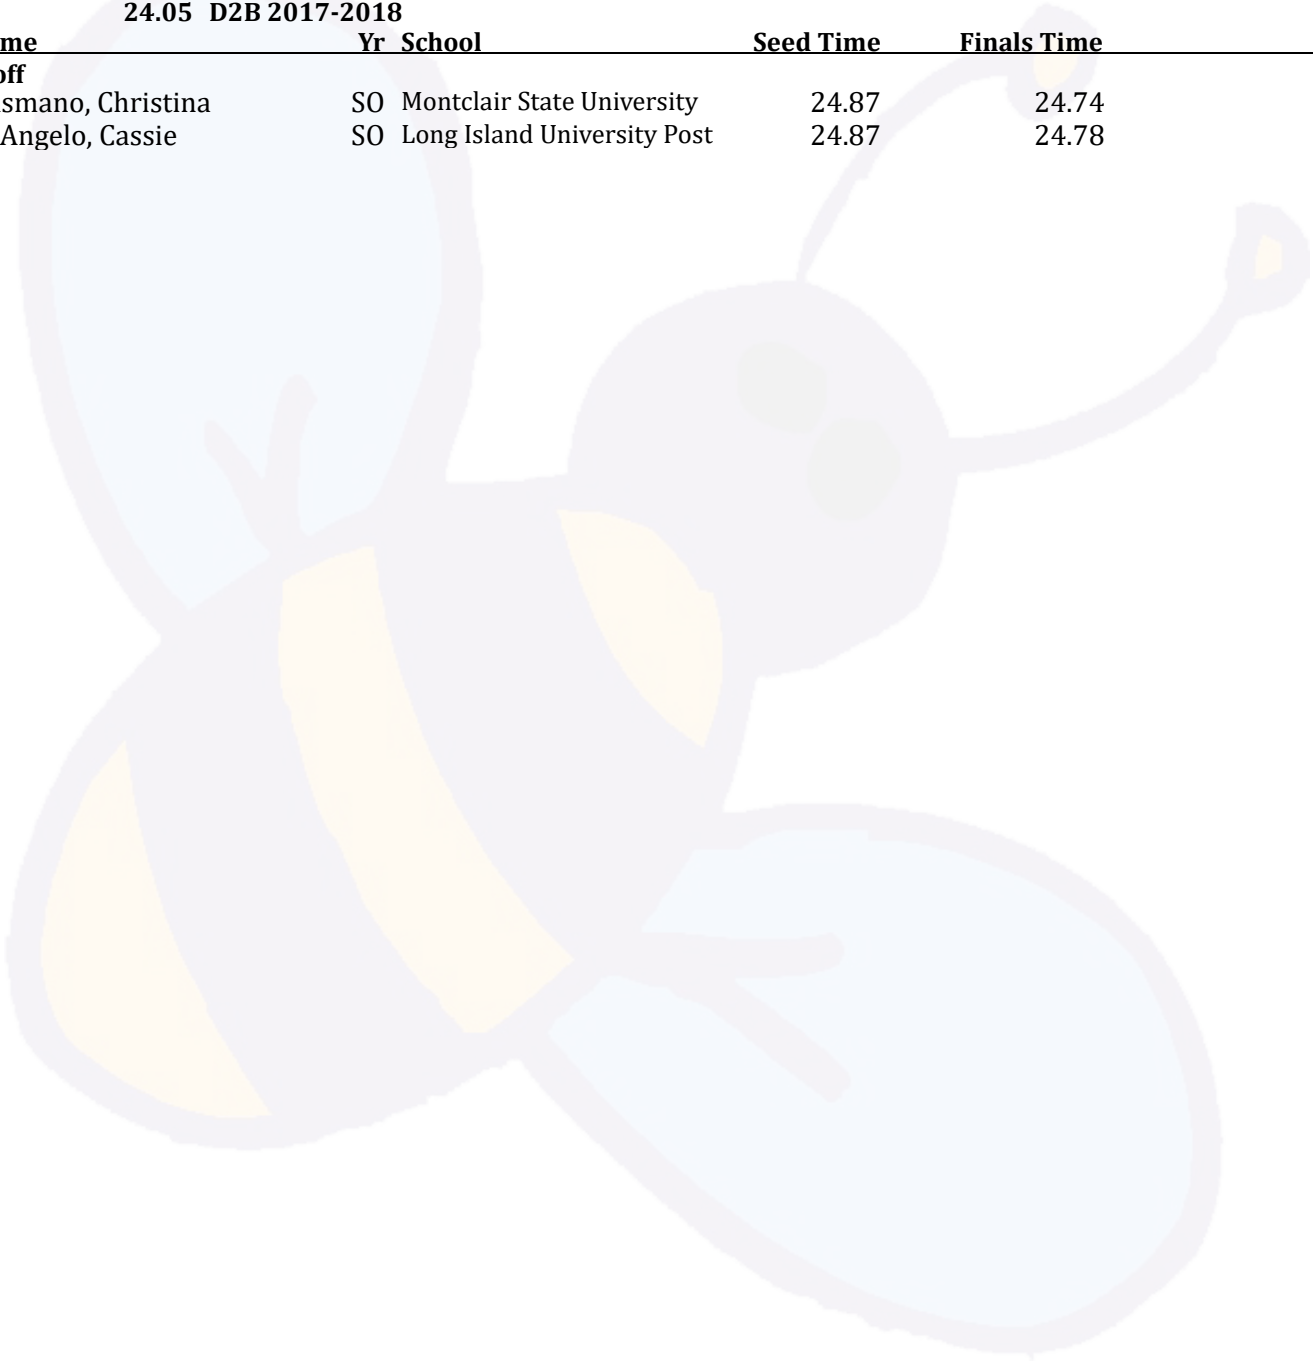 24.05 D2B 2017-2018
me Yr School Seed Time Finals Time
off
smano, Christina SO Montclair State University 24.87 24.74
Angelo, Cassie SO Long Island University Post 24.87 24.78